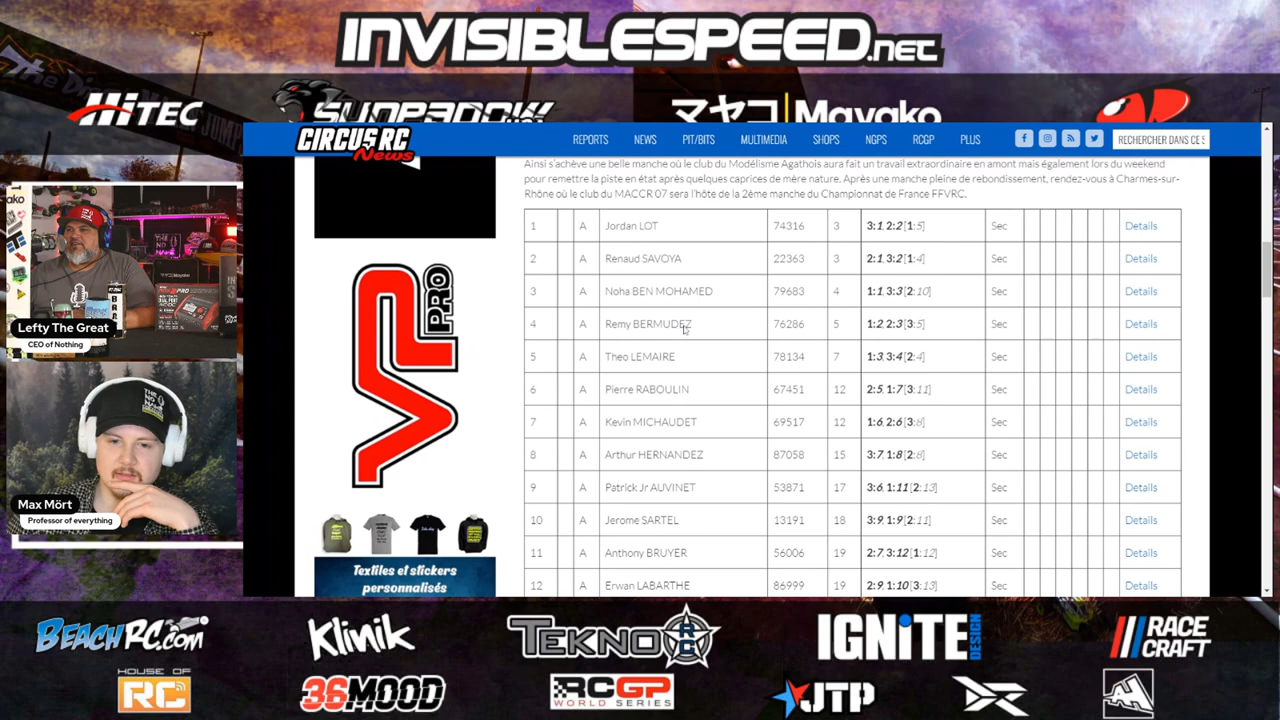 INVISIBLESPEED.NET
HiTEC
SUNPADOW
マヤコ | Mayako
CIRCUS RC News
REPORTS NEWS PIT/BITS MULTIMEDIA SHOPS NGPS RCGP PLUS RECHERCHER DANS CE S
Ainsi s'achève une belle manche où le club du Modélisme Agathois aura fait un travail extraordinaire en amont mais également lors du weekend
pour remettre la piste en état après quelques caprices de mère nature. Après une manche pleine de rebondissement, rendez-vous à Charmes-sur-
Rhône où le club du MACCR 07 sera l'hôte de la 2ème manche du Championnat de France FFVRC.
1 A Jordan LOT 74316 3 3:1, 2:2 [1:5] Sec Details
2 A Renaud SAVOYA 22363 3 2:1, 3:2 [1:4] Sec Details
3 A Noha BEN MOHAMED 79683 4 1:1, 3:3 [2:10] Sec Details
4 A Remy BERMUDEZ 76286 5 1:2, 2:3 [3:5] Sec Details
5 A Theo LEMAIRE 78134 7 1:3, 3:4 [2:4] Sec Details
6 A Pierre RABOULIN 67451 12 2:5, 1:7 [3:11] Sec Details
7 A Kevin MICHAUDET 69517 12 1:6, 2:6 [3:8] Sec Details
8 A Arthur HERNANDEZ 87058 15 3:7, 1:8 [2:8] Sec Details
9 A Patrick Jr AUVINET 53871 17 3:6, 1:11 [2:13] Sec Details
10 A Jerome SARTEL 13191 18 3:9, 1:9 [2:11] Sec Details
11 A Anthony BRUYER 56006 19 2:7, 3:12 [1:12] Sec Details
12 A Erwan LABARTHE 86999 19 2:9, 1:10 [3:13] Sec Details
VP PRO
Textiles et stickers
personnalisés
Lefty The Great
CEO of Nothing
Max Mört
Professor of everything
BEACHRC.COM
Klinik
TEKNO RC
IGNITE DESIGN
RACE CRAFT
HOUSE OF RC
36MOOD
RCGP WORLD SERIES
JTP